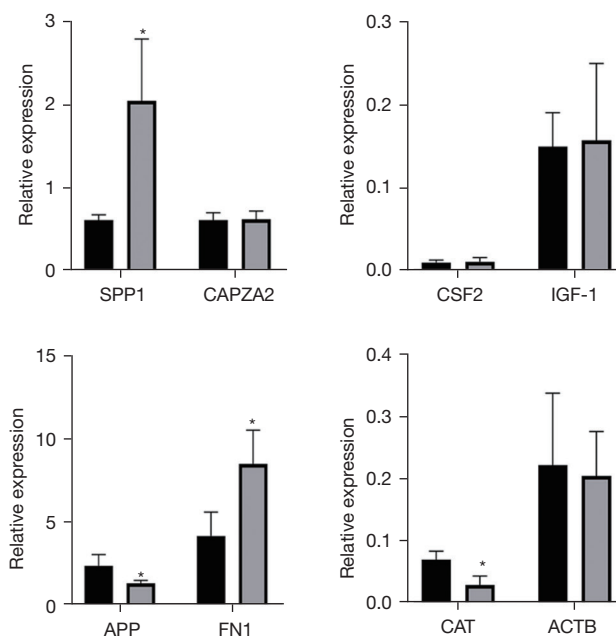 3
2
1
0
Relative expression
*
SPP1 CAPZA2
0.3
0.2
0.1
0.0
Relative expression
CSF2 IGF-1
15
10
5
0
Relative expression
*
*
APP FN1
0.4
0.3
0.2
0.1
0.0
Relative expression
*
CAT ACTB